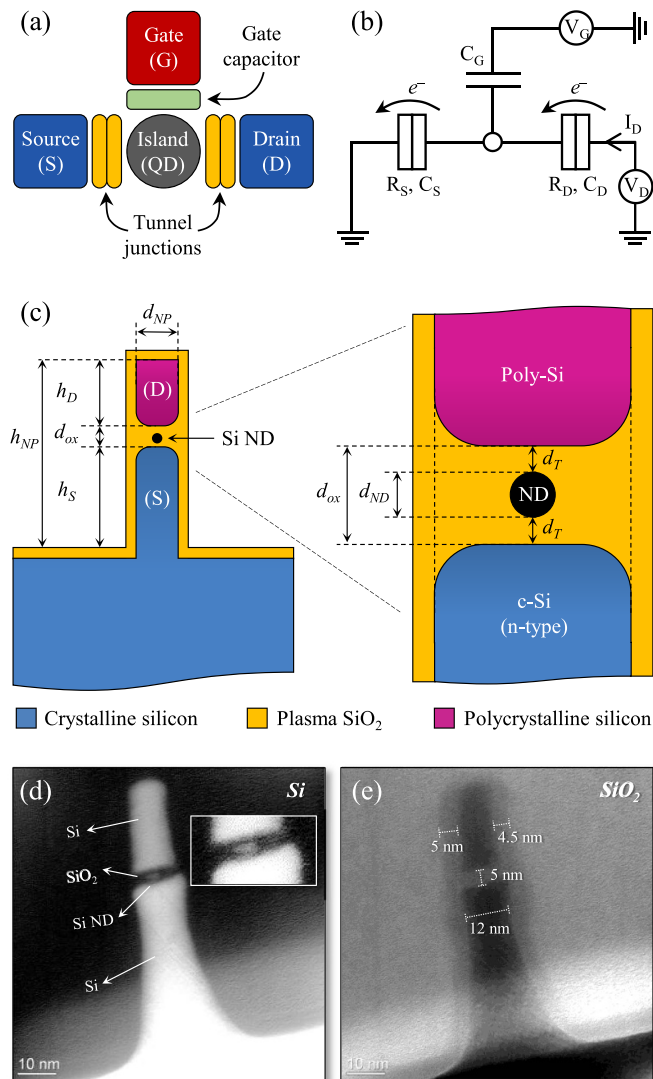 (a)
Gate
(G)
Gate
capacitor
Source
(S)
Island
(QD)
Drain
(D)
Tunnel
junctions
(b)
V_G
C_G
e⁻
e⁻
I_D
R_S, C_S
R_D, C_D
V_D
(c)
d_NP
h_D
(D)
d_ox
Si ND
h_NP
h_S
(S)
Poly-Si
d_T
d_ox
d_ND
ND
d_T
c-Si
(n-type)
Crystalline silicon
Plasma SiO₂
Polycrystalline silicon
(d)
Si
Si
SiO₂
Si ND
Si
10 nm
(e)
SiO₂
5 nm
4.5 nm
5 nm
12 nm
10 nm